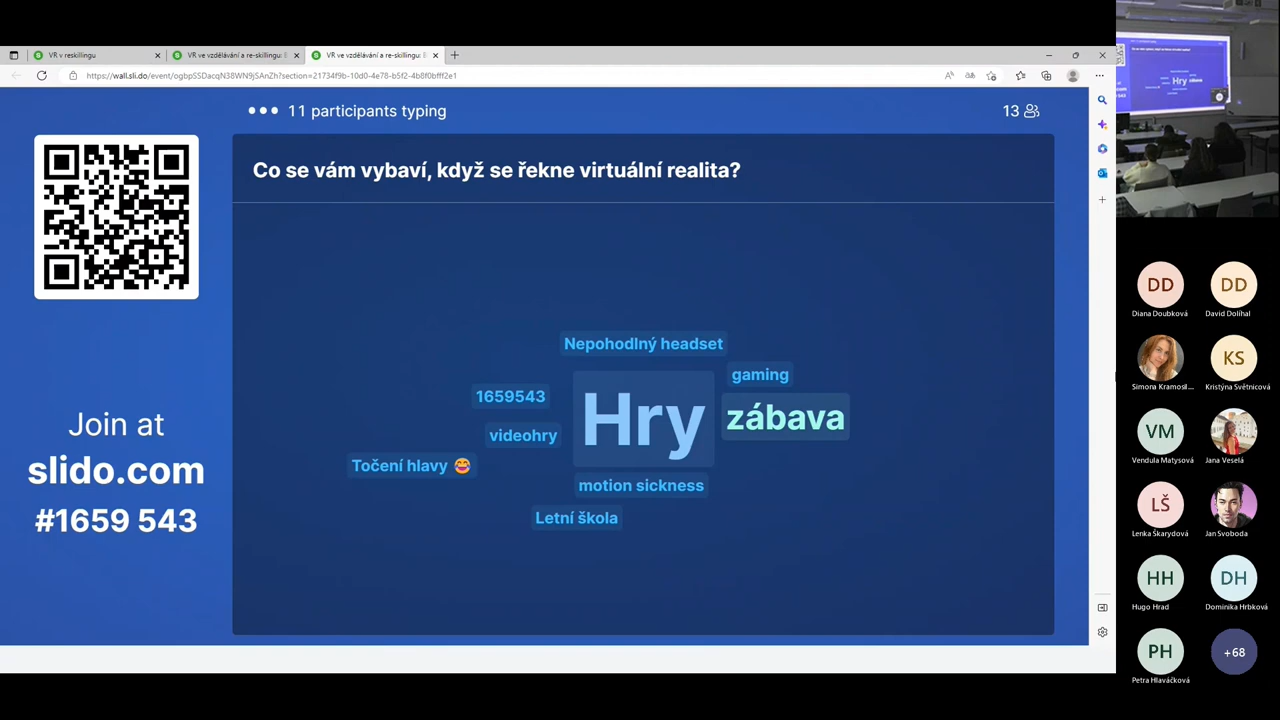 VR v reskillingu
VR ve vzdělávání a re-skillingu: E
VR ve vzdělávání a re-skillingu: E
https://wall.sli.do/event/ogbpSSDacqN38WN9jSAnZh?section=21734f9b-10d0-4e78-b5f2-4b8f0bfff2e1
11 participants typing
13
Co se vám vybaví, když se řekne virtuální realita?
Nepohodlný headset
gaming
1659543
Hry
zábava
videohry
Točení hlavy 😂
motion sickness
Letní škola
Join at
slido.com
#1659 543
DD
DD
Diana Doubková
David Dolíhal
KS
Simona Kramosil...
Kristýna Světnicová
VM
Vendula Matysová
Jana Veselá
LŠ
Lenka Škarydová
Jan Svoboda
HH
DH
Hugo Hrad
Dominika Hrbková
PH
+68
Petra Hlaváčková